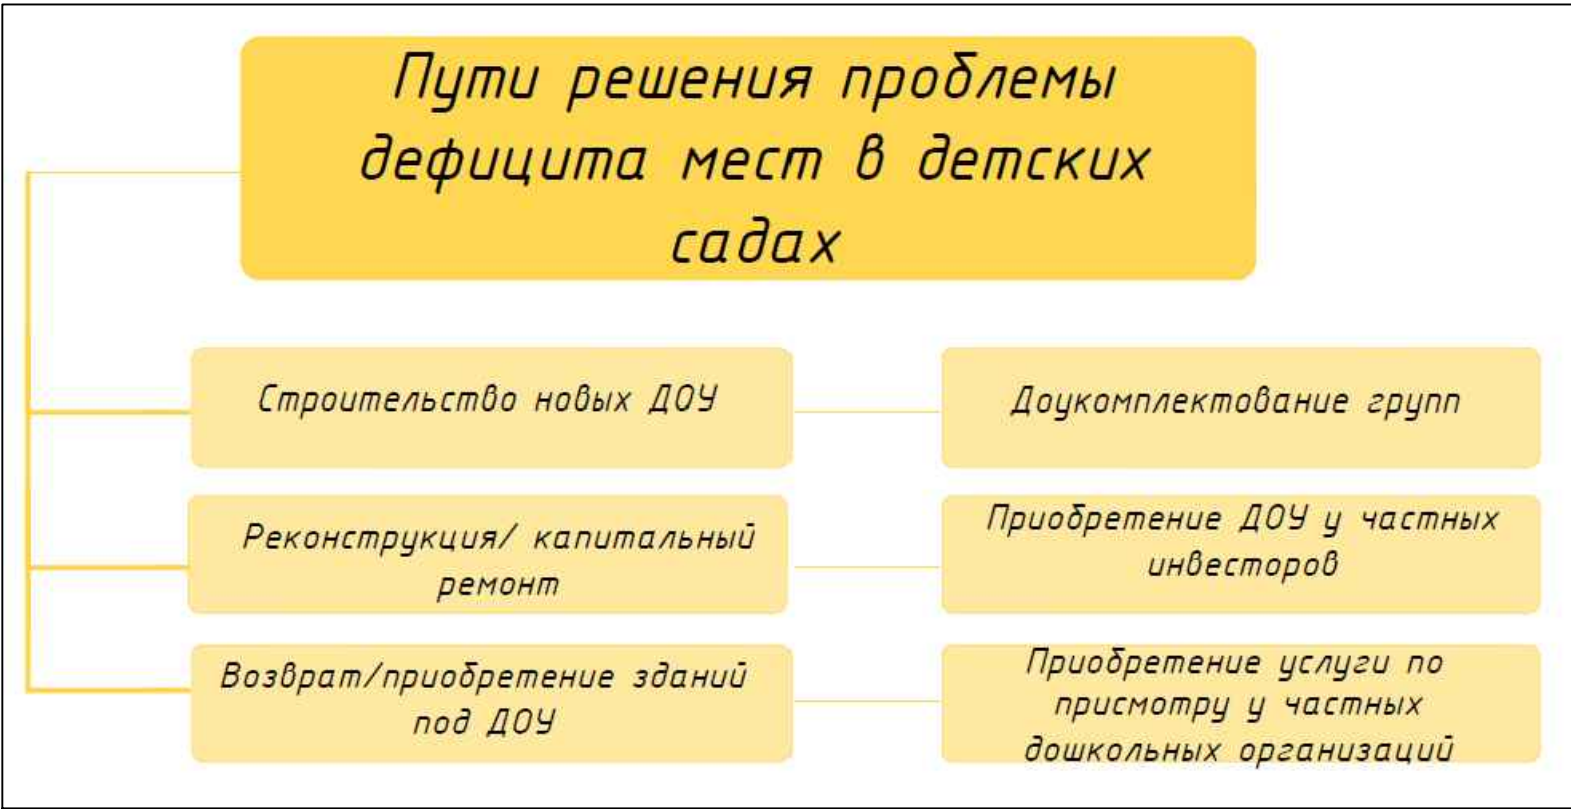 Пути решения проблемы
дефицита мест в детских
садах
Строительство новых ДОУ
Доукомплектование групп
Реконструкция/ капитальный
ремонт
Приобретение ДОУ у частных
инвесторов
Возврат/приобретение зданий
под ДОУ
Приобретение услуги по
присмотру у частных
дошкольных организаций